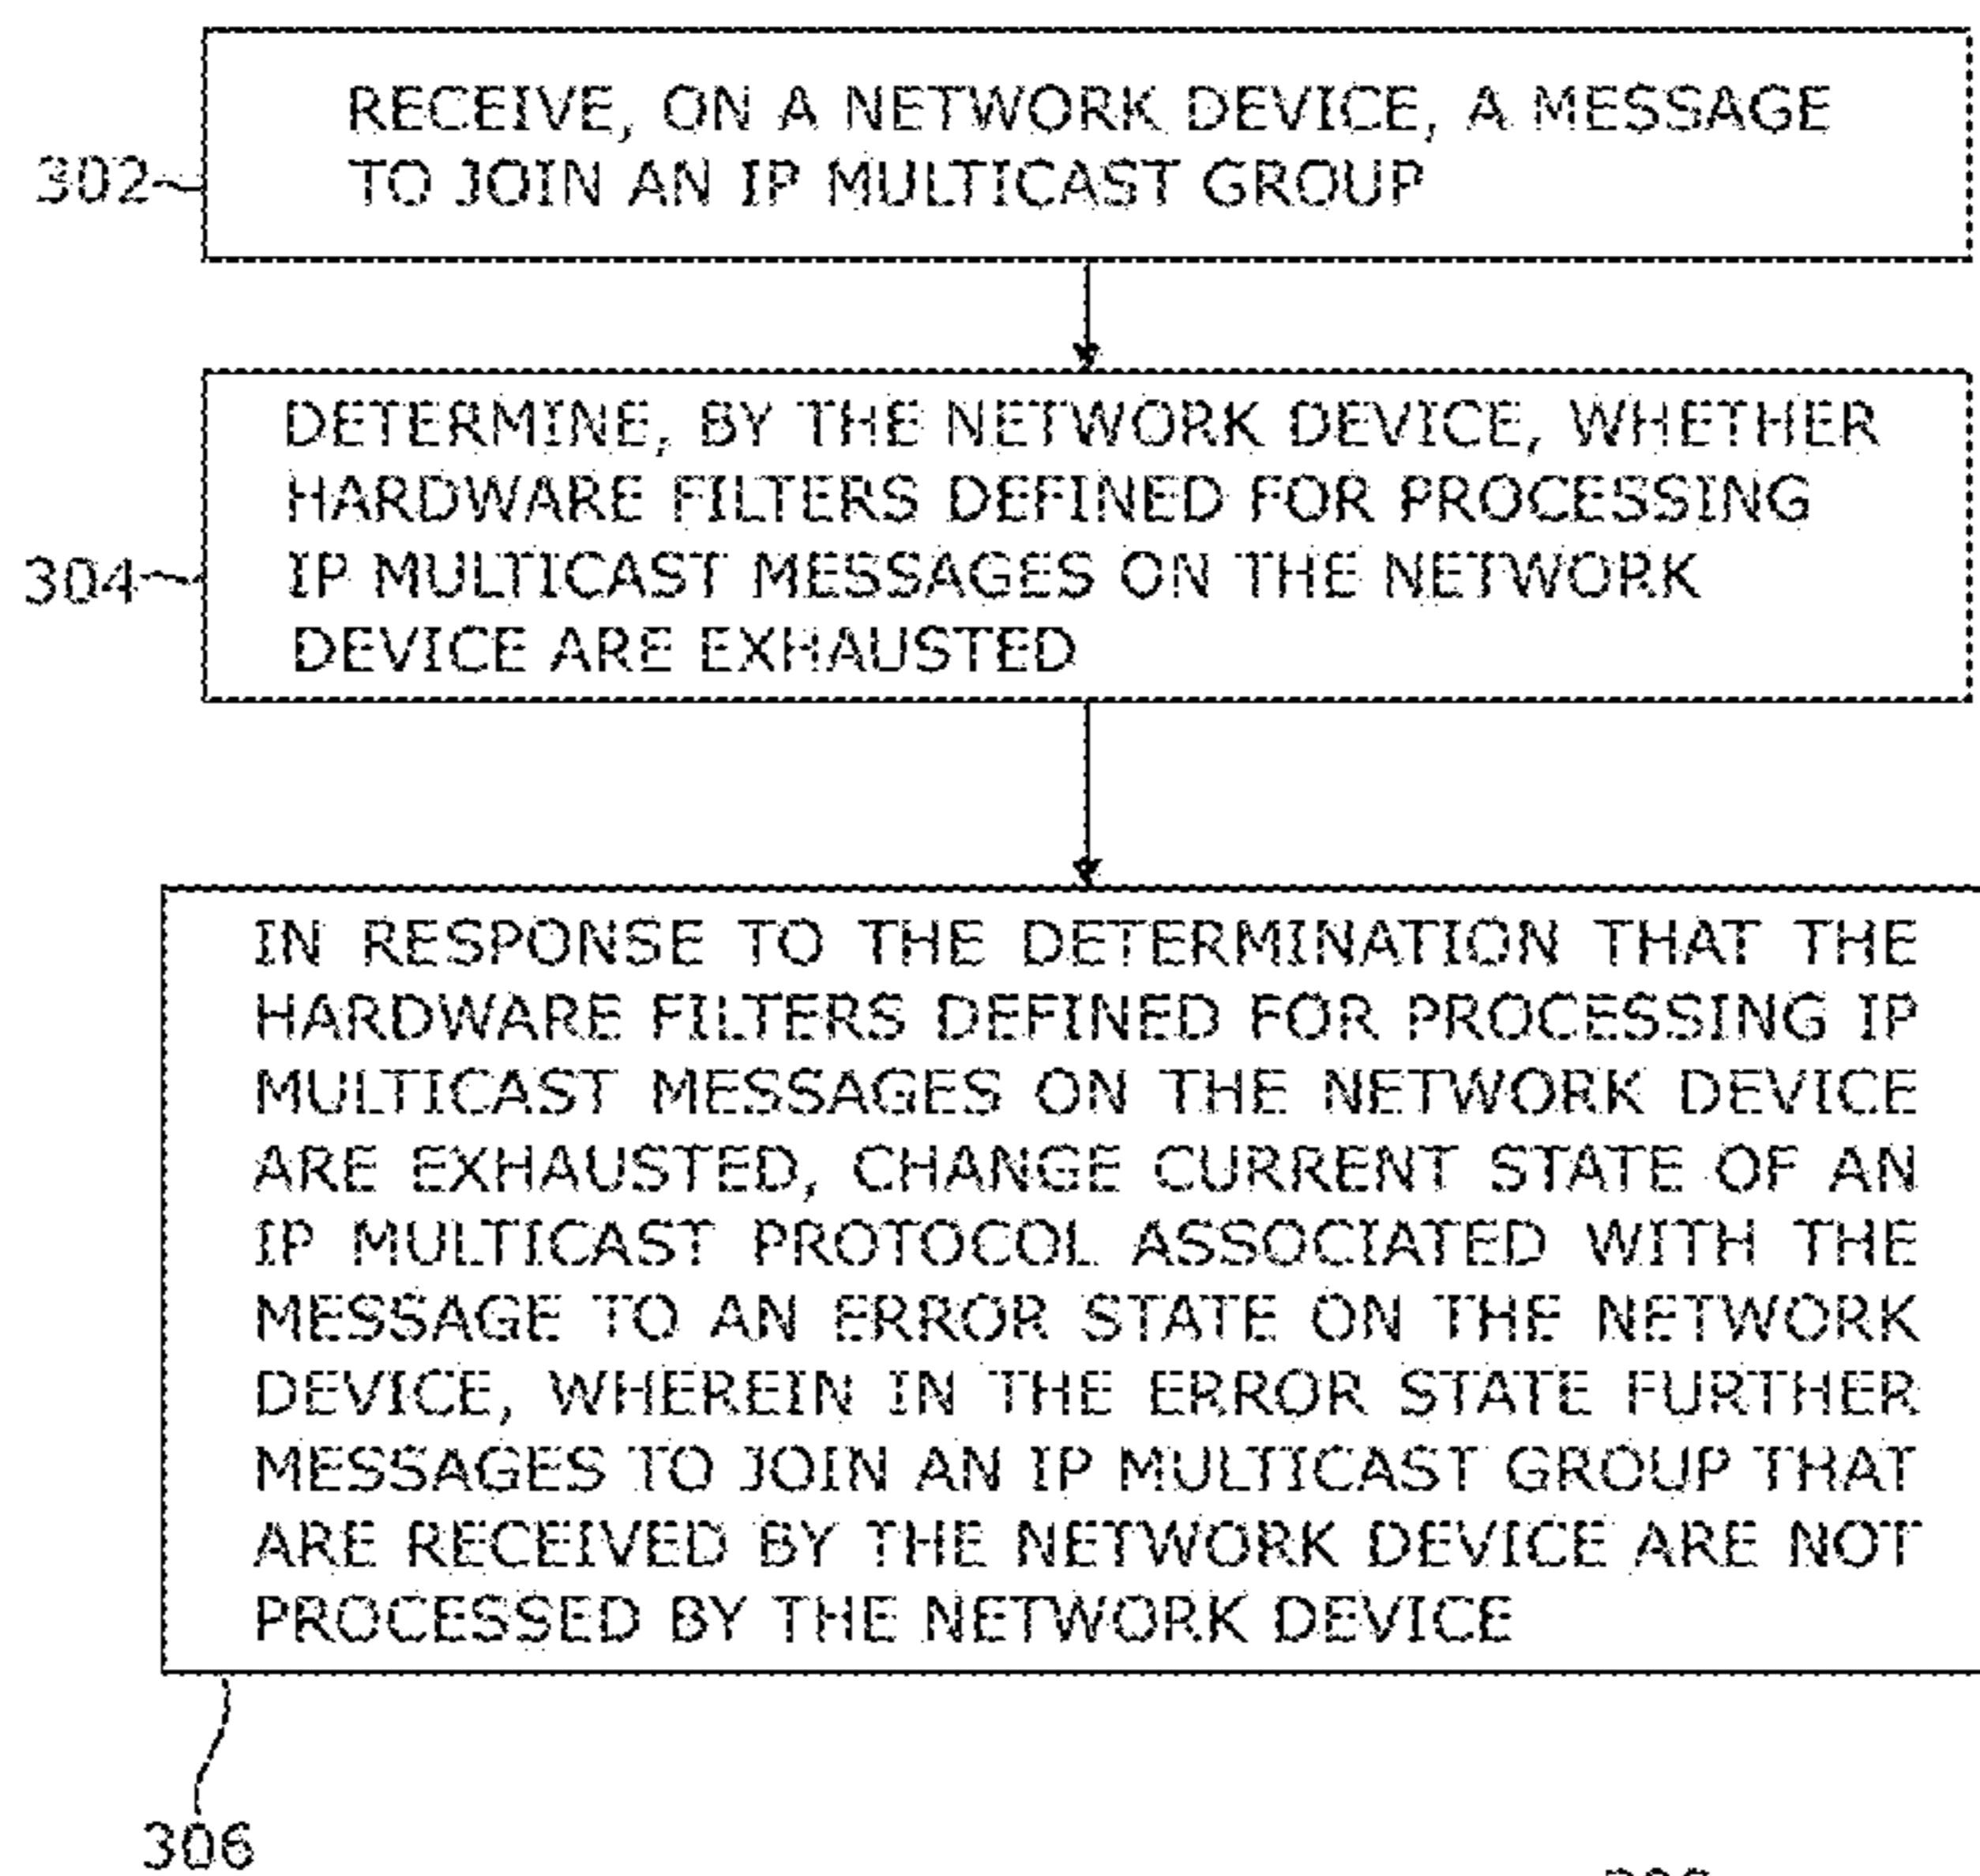 RECEIVE, ON A NETWORK DEVICE, A MESSAGE
TO JOIN AN IP MULTICAST GROUP
302
DETERMINE, BY THE NETWORK DEVICE, WHETHER
HARDWARE FILTERS DEFINED FOR PROCESSING
IP MULTICAST MESSAGES ON THE NETWORK
DEVICE ARE EXHAUSTED
304
IN RESPONSE TO THE DETERMINATION THAT THE
HARDWARE FILTERS DEFINED FOR PROCESSING IP
MULTICAST MESSAGES ON THE NETWORK DEVICE
ARE EXHAUSTED, CHANGE CURRENT STATE OF AN
IP MULTICAST PROTOCOL ASSOCIATED WITH THE
MESSAGE TO AN ERROR STATE ON THE NETWORK
DEVICE, WHEREIN IN THE ERROR STATE FURTHER
MESSAGES TO JOIN AN IP MULTICAST GROUP THAT
ARE RECEIVED BY THE NETWORK DEVICE ARE NOT
PROCESSED BY THE NETWORK DEVICE
306